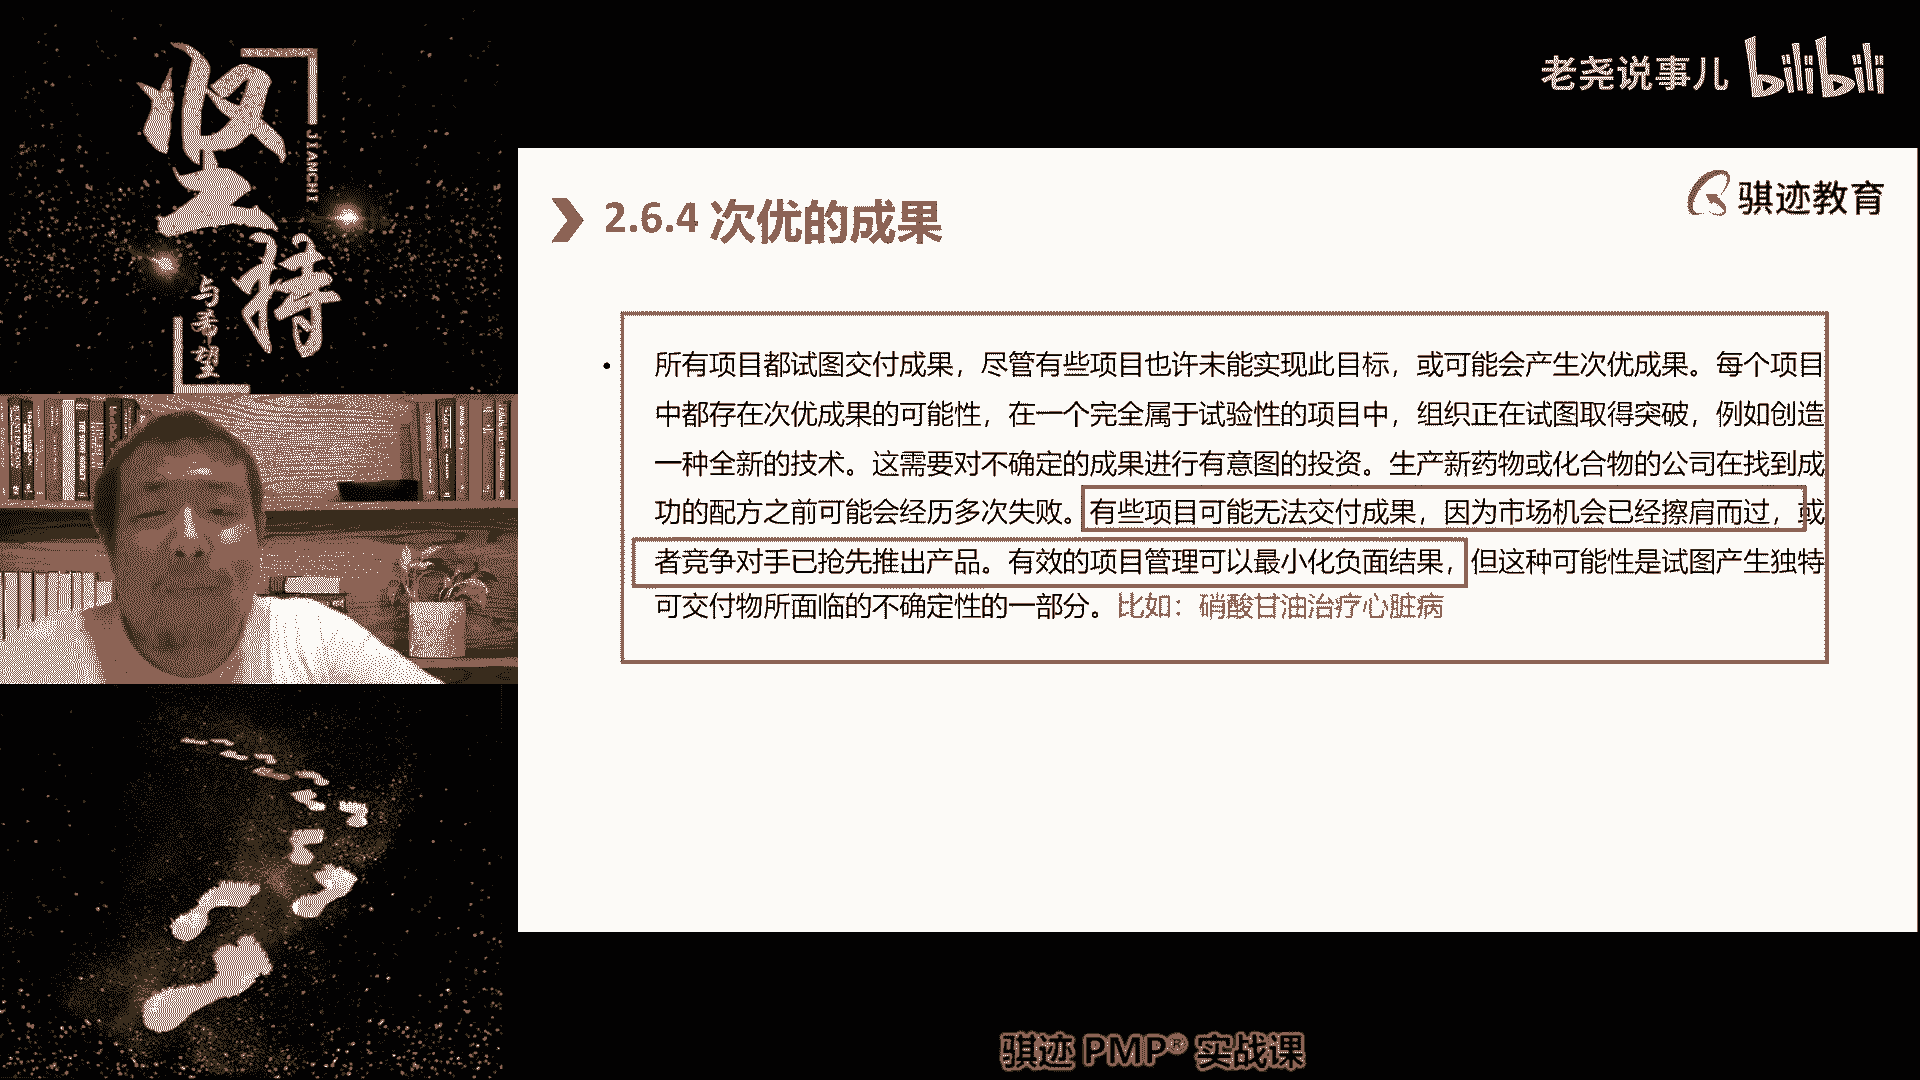 坚持
JIANCHI
与希望
老尧说事儿 bilibili
骐迹教育
2.6.4 次优的成果
• 所有项目都试图交付成果，尽管有些项目也许未能实现此目标，或可能会产生次优成果。每个项目
中都存在次优成果的可能性，在一个完全属于试验性的项目中，组织正在试图取得突破，例如创造
一种全新的技术。这需要对不确定的成果进行有意图的投资。生产新药物或化合物的公司在找到成
功的配方之前可能会经历多次失败。有些项目可能无法交付成果，因为市场机会已经擦肩而过，或
者竞争对手已抢先推出产品。有效的项目管理可以最小化负面结果，但这种可能性是试图产生独特
可交付物所面临的不确定性的一部分。比如：硝酸甘油治疗心脏病
骐迹 PMP® 实战课